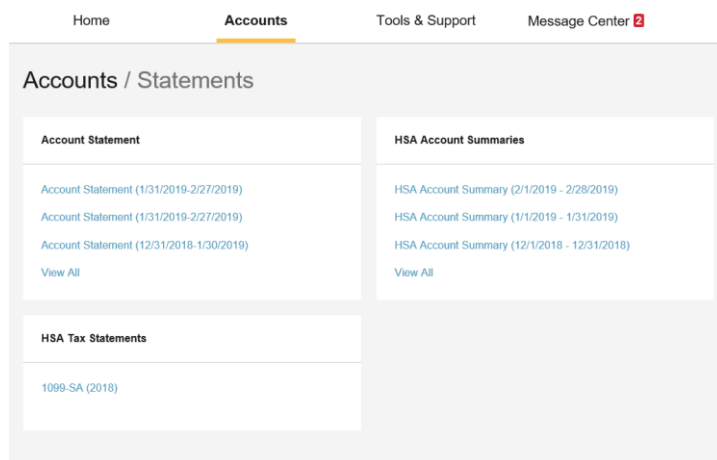 Home Accounts Tools & Support Message Center 2
Accounts / Statements
Account Statement
Account Statement (1/31/2019-2/27/2019)
Account Statement (1/31/2019-2/27/2019)
Account Statement (12/31/2018-1/30/2019)
View All
HSA Account Summaries
HSA Account Summary (2/1/2019 - 2/28/2019)
HSA Account Summary (1/1/2019 - 1/31/2019)
HSA Account Summary (12/1/2018 - 12/31/2018)
View All
HSA Tax Statements
1099-SA (2018)